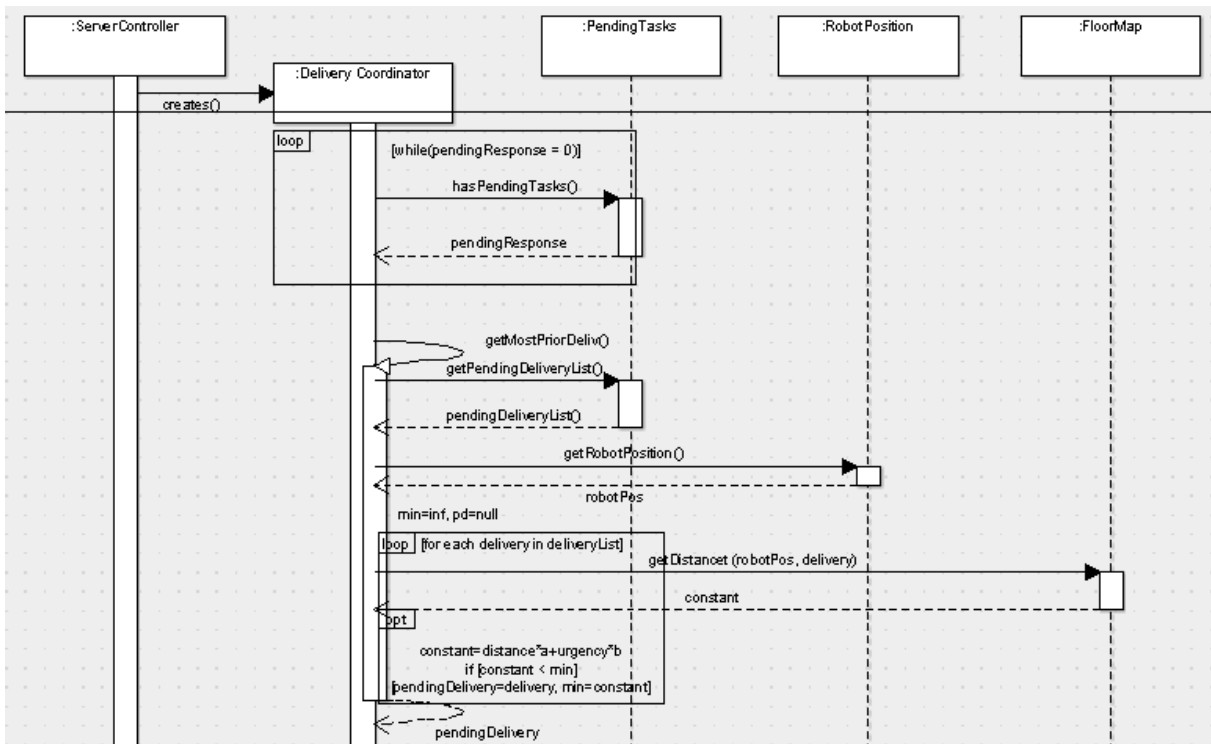 :ServerController
:PendingTasks
:RobotPosition
:FloorMap
:Delivery Coordinator
creates()
loop
[while(pendingResponse = 0)]
hasPendingTasks()
pendingResponse
getMostPriorDeliv()
getPendingDeliveryList()
pendingDeliveryList()
getRobotPosition()
robotPos
min=inf, pd=null
loop [for each delivery in deliveryList]
getDistancet (robotPos, delivery)
constant
opt
constant=distance*a+urgency*b
if [constant < min]
[pendingDelivery=delivery, min=constant]
pendingDelivery